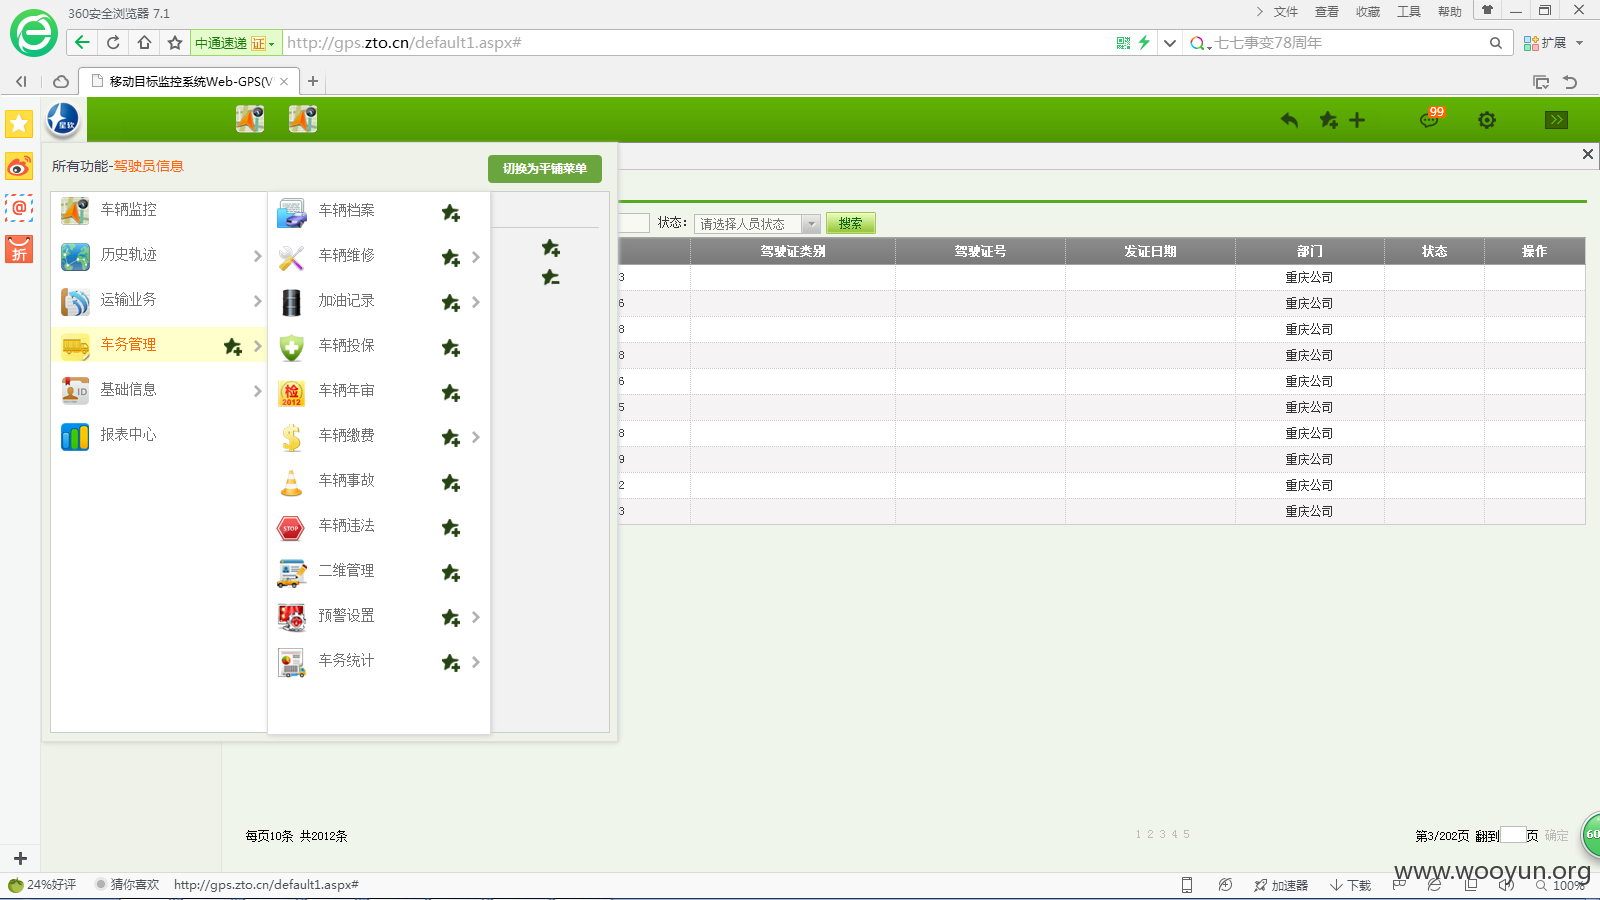 360安全浏览器 7.1
文件 查看 收藏 工具 帮助
中通速递 证
http://gps.zto.cn/default1.aspx#
七七事变78周年
扩展
移动目标监控系统Web-GPS(V
99
所有功能-驾驶员信息
切换为平铺菜单
车辆监控
历史轨迹
运输业务
车务管理
基础信息
报表中心
车辆档案
车辆维修
加油记录
车辆投保
车辆年审
车辆缴费
车辆事故
车辆违法
二维管理
预警设置
车务统计
检
2012
STOP
ID
折
状态: 请选择人员状态 搜索
驾驶证类别 驾驶证号 发证日期 部门 状态 操作
3 重庆公司
6 重庆公司
8 重庆公司
8 重庆公司
6 重庆公司
5 重庆公司
8 重庆公司
9 重庆公司
2 重庆公司
3 重庆公司
每页10条 共2012条
1 2 3 4 5
第3/202页 翻到 页 确定
60
www.wooyun.org
24%好评 猜你喜欢 http://gps.zto.cn/default1.aspx#
加速器 下载 100%